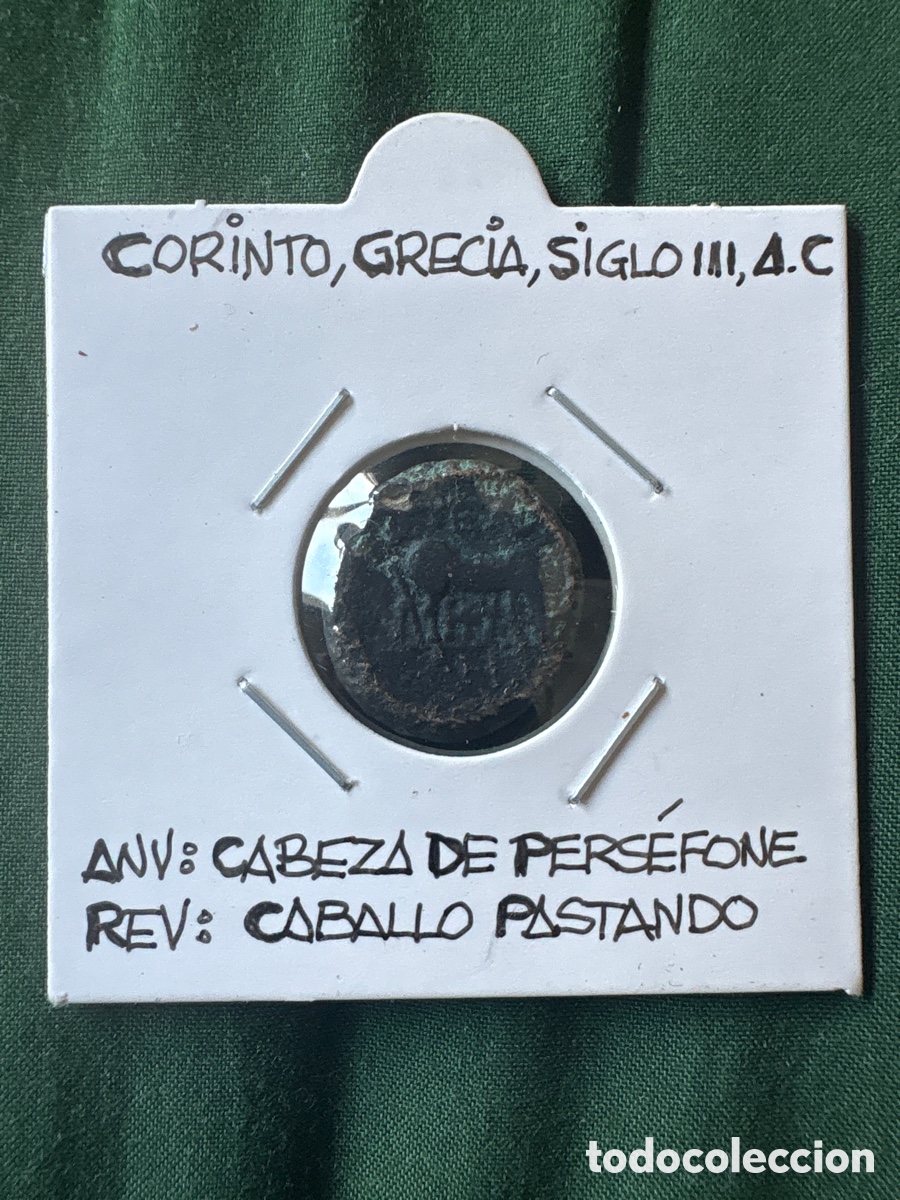 CORINTO, GRECIA, SIGLO III, A.C
ANV: CABEZA DE PERSÉFONE
REV: CABALLO PASTANDO
todocoleccion